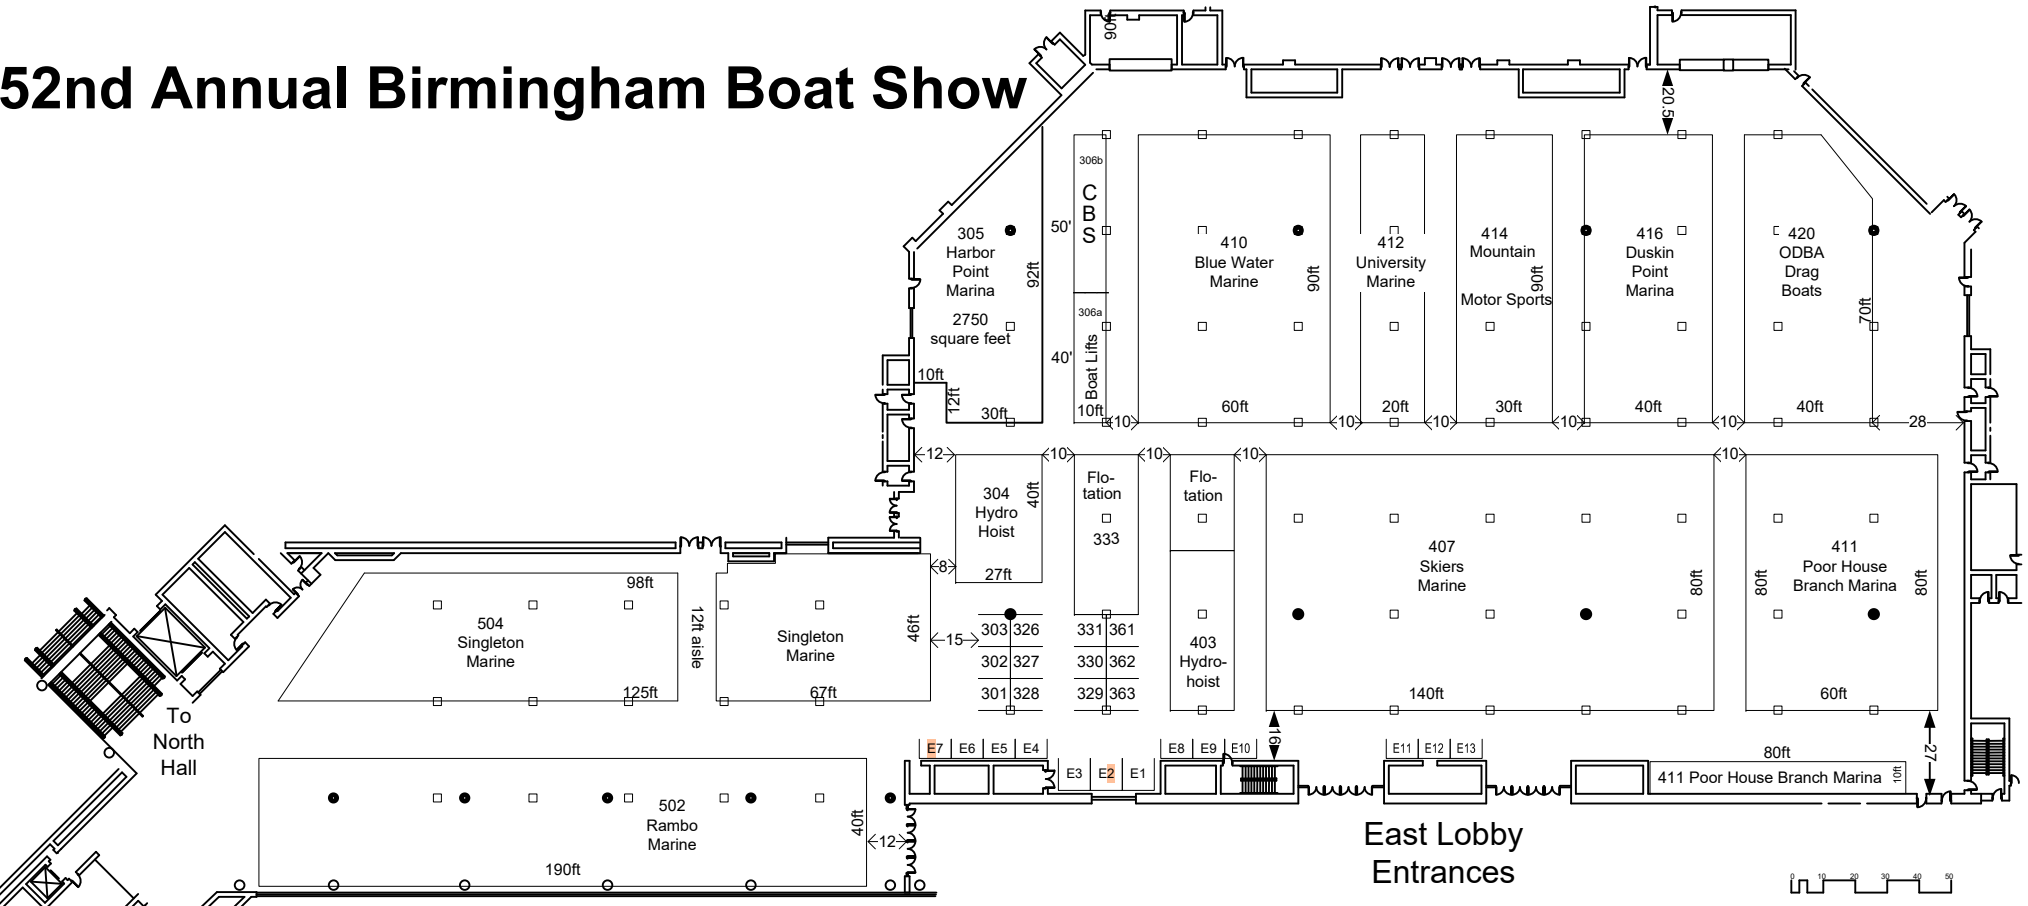 52nd Annual Birmingham Boat Show
906
20.5
305
Harbor
Point
Marina
2750
square feet
92ft
10ft
12ft
30ft
306b
C
B
S
50'
306a
Boat Lifts
40'
10ft
10
410
Blue Water
Marine
90ft
60ft
10
412
University
Marine
20ft
10
414
Mountain
Motor Sports
90ft
30ft
10
416
Duskin
Point
Marina
40ft
10
420
ODBA
Drag
Boats
70ft
40ft
28
12
304
Hydro
Hoist
40ft
27ft
8
10
Flo-
tation
333
10
Flo-
tation
403
Hydro-
hoist
10
407
Skiers
Marine
80ft
140ft
10
411
Poor House
Branch Marina
80ft
80ft
60ft
98ft
504
Singleton
Marine
125ft
12ft aisle
Singleton
Marine
46ft
67ft
15
303 326
302 327
301 328
331 361
330 362
329 363
To
North
Hall
E7 E6 E5 E4
E3 E2 E1
E8 E9 E10
16
E11 E12 E13
80ft
411 Poor House Branch Marina
10ft
27
502
Rambo
Marine
40ft
190ft
12
East Lobby
Entrances
0 10 20 30 40 50